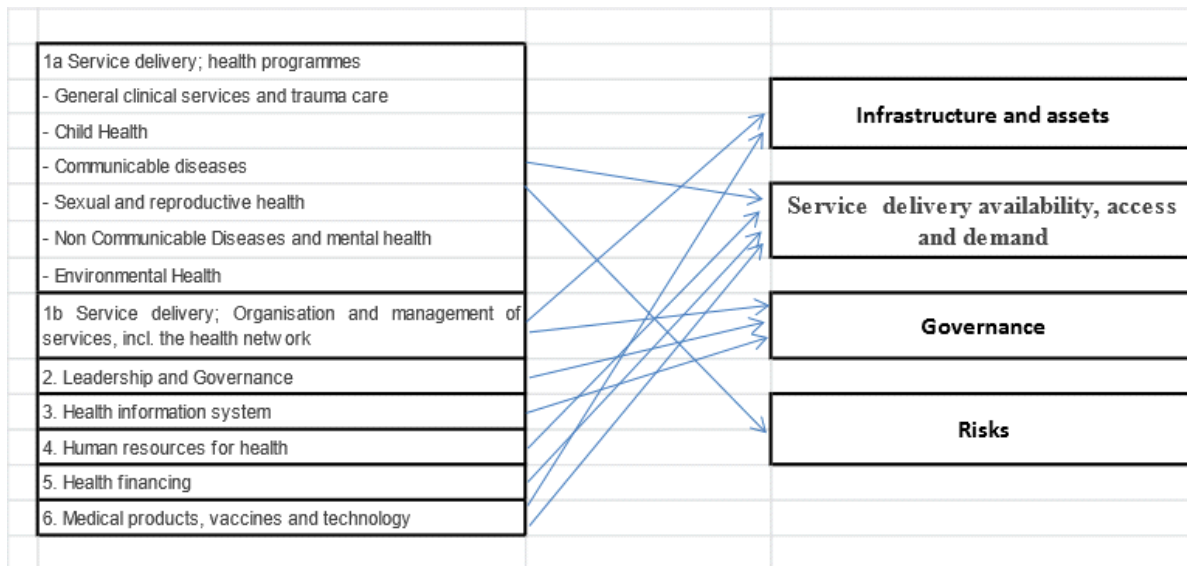 1a Service delivery; health programmes
- General clinical services and trauma care
- Child Health
- Communicable diseases
- Sexual and reproductive health
- Non Communicable Diseases and mental health
- Environmental Health
1b Service delivery; Organisation and management of
services, incl. the health network
2. Leadership and Governance
3. Health information system
4. Human resources for health
5. Health financing
6. Medical products, vaccines and technology
Infrastructure and assets
Service delivery availability, access
and demand
Governance
Risks